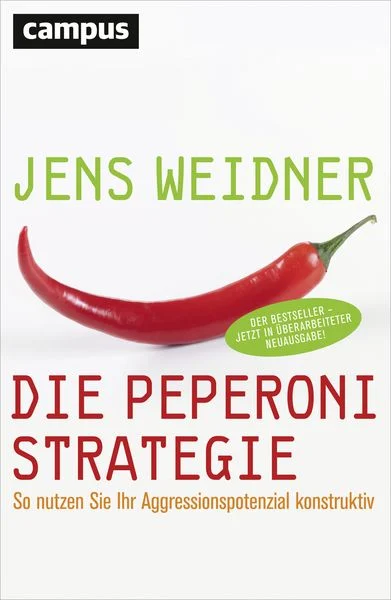 campus
JENS WEIDNER
DER BESTSELLER –
JETZT IN ÜBERARBEITETER
NEUAUSGABE!
DIE PEPERONI
STRATEGIE
So nutzen Sie Ihr Aggressionspotenzial konstruktiv